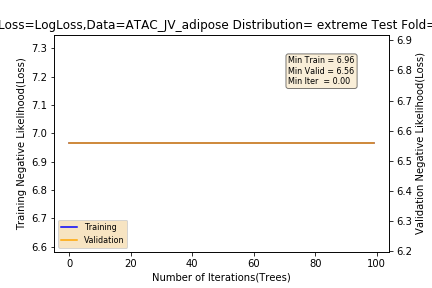 Loss=LogLoss,Data=ATAC_JV_adipose Distribution= extreme Test Fold=
7.3
7.2
7.1
7.0
6.9
6.8
6.7
6.6
Training Negative Likelihood(Loss)
Min Train = 6.96
Min Valid = 6.56
Min Iter  = 0.00
Training
Validation
6.9
6.8
6.7
6.6
6.5
6.4
6.3
6.2
Validation Negative Likelihood(Loss)
0 20 40 60 80 100
Number of Iterations(Trees)